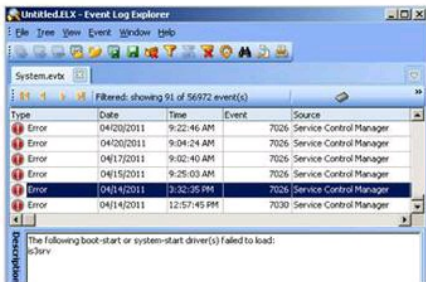 Untitled.ELX - Event Log Explorer
File Tree View Event Window Help
System.evtx
Filtered: showing 91 of 56972 event(s)
Type Date Time Event Source
Error 04/20/2011 9:22:46 AM 7026 Service Control Manager
Error 04/20/2011 9:04:24 AM 7026 Service Control Manager
Error 04/17/2011 9:02:40 AM 7026 Service Control Manager
Error 04/15/2011 9:25:03 AM 7026 Service Control Manager
Error 04/14/2011 3:32:35 PM 7026 Service Control Manager
Error 04/14/2011 12:57:45 PM 7030 Service Control Manager
Description
The following boot-start or system-start driver(s) failed to load:
is3srv